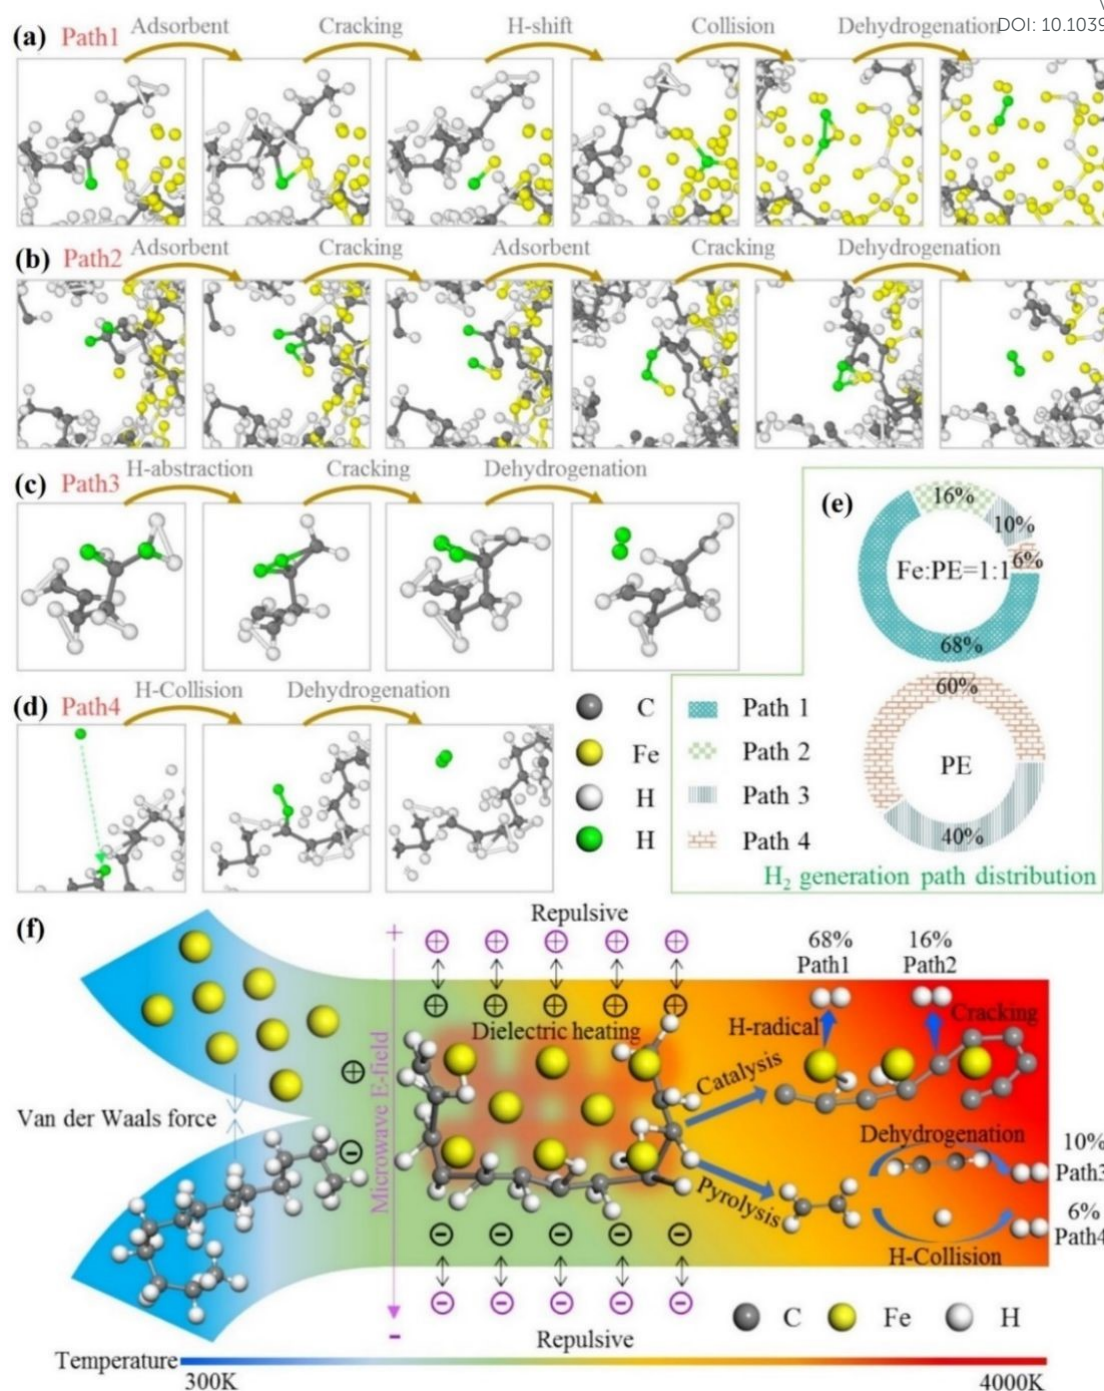 DOI: 10.1039
(a) Path1 Adsorbent Cracking H-shift Collision Dehydrogenation
(b) Path2 Adsorbent Cracking Adsorbent Cracking Dehydrogenation
(c) Path3 H-abstraction Cracking Dehydrogenation
(d) Path4 H-Collision Dehydrogenation
C
Fe
H
H
(e)
16%
10%
6%
Fe:PE=1:1
68%
60%
PE
40%
Path 1
Path 2
Path 3
Path 4
H₂ generation path distribution
(f)
Repulsive
+
+ + + + +
+ + + + +
Dielectric heating
Microwave E-field
+
Van der Waals force
-
- - - - -
- - - - -
-
Repulsive
68%
Path1
16%
Path2
H-radical
Cracking
Catalysis
Pyrolysis
Dehydrogenation
10%
Path3
6%
Path4
H-Collision
C Fe H
Temperature
300K 4000K